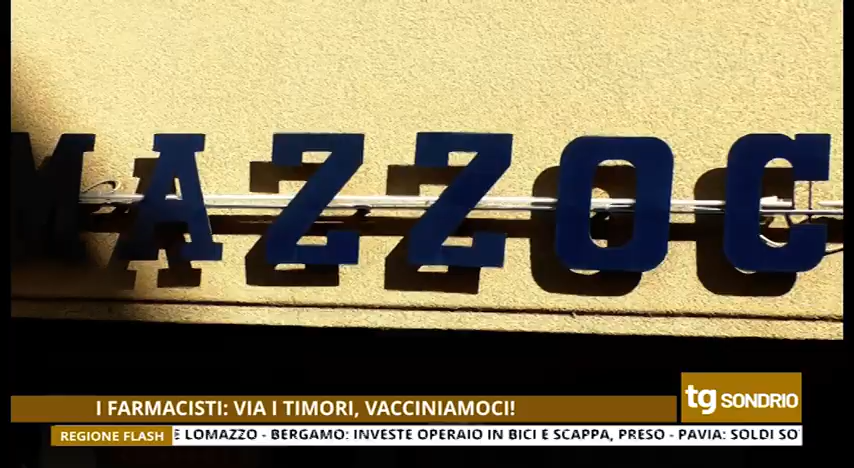 MAZZOC
I FARMACISTI: VIA I TIMORI, VACCINIAMOCI!
tg SONDRIO
REGIONE FLASH
LOMAZZO - BERGAMO: INVESTE OPERAIO IN BICI E SCAPPA, PRESO - PAVIA: SOLDI